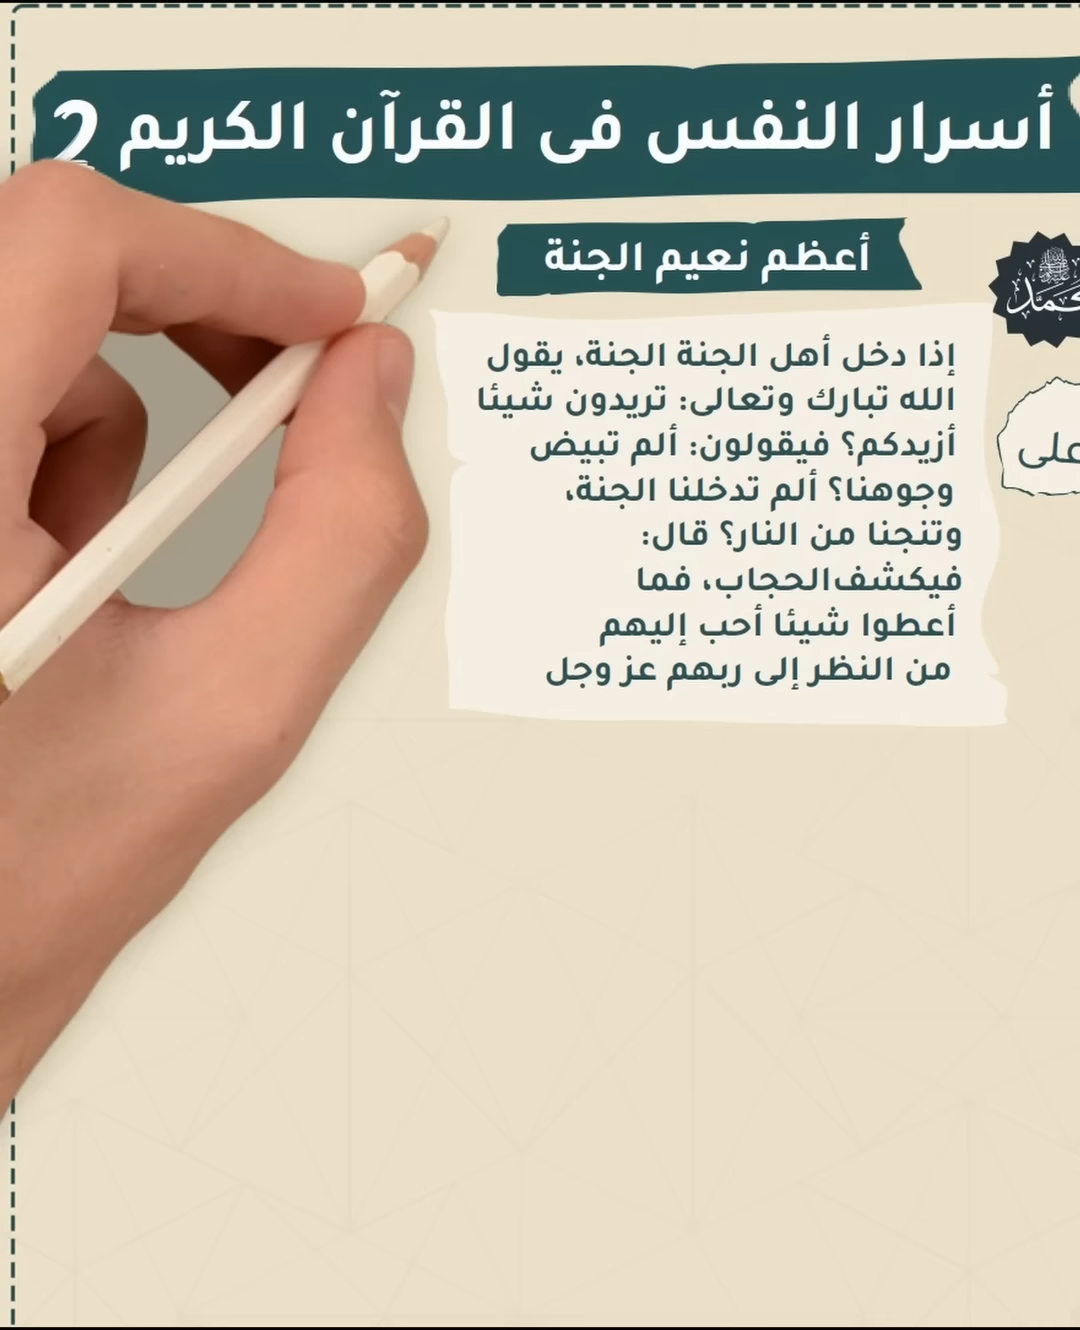 أسرار النفس فى القرآن الكريم 2
أعظم نعيم الجنة
إذا دخل أهل الجنة الجنة، يقول
الله تبارك وتعالى: تريدون شيئا
أزيدكم؟ فيقولون: ألم تبيض
وجوهنا؟ ألم تدخلنا الجنة،
وتنجنا من النار؟ قال:
فيكشف الحجاب، فما
أعطوا شيئا أحب إليهم
من النظر إلى ربهم عز وجل
على